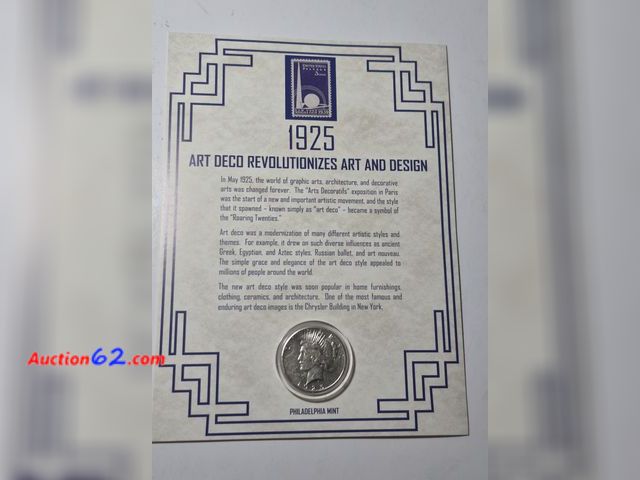 UNITED STATES
POSTAGE
3 CENTS
1939
1925
ART DECO REVOLUTIONIZES ART AND DESIGN
In May 1925, the world of graphic arts, architecture, and decorative
arts was changed forever. The "Arts Decoratifs" exposition in Paris
was the start of a new and important artistic movement, and the style
that it spawned – known simply as "art deco" – became a symbol of
the "Roaring Twenties."
Art deco was a modernization of many different artistic styles and
themes. For example, it drew on such diverse influences as ancient
Greek, Egyptian, and Aztec styles, Russian ballet, and art nouveau.
The simple grace and elegance of the art deco style appealed to
millions of people around the world.
The new art deco style was soon popular in home furnishings,
clothing, ceramics, and architecture. One of the most famous and
enduring art deco images is the Chrysler Building in New York.
Auction62.com
PHILADELPHIA MINT